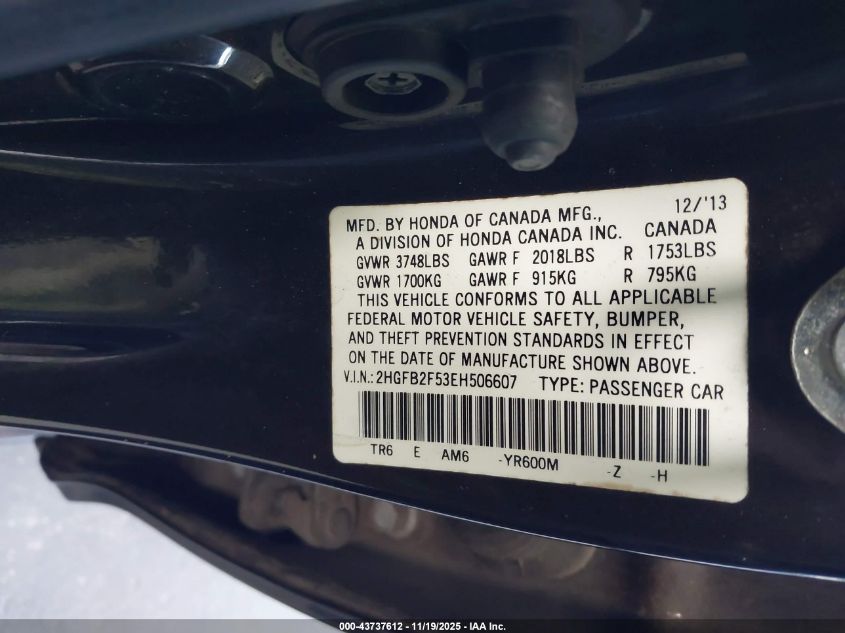 12/'13
MFD. BY HONDA OF CANADA MFG.,
A DIVISION OF HONDA CANADA INC. CANADA
GVWR 3748LBS GAWR F 2018LBS R 1753LBS
GVWR 1700KG GAWR F 915KG R 795KG
THIS VEHICLE CONFORMS TO ALL APPLICABLE
FEDERAL MOTOR VEHICLE SAFETY, BUMPER,
AND THEFT PREVENTION STANDARDS IN EFFECT
ON THE DATE OF MANUFACTURE SHOWN ABOVE.
V.I.N.:2HGFB2F53EH506607 TYPE: PASSENGER CAR
TR6 E AM6 -YR600M -Z -H
000-43737612 - 11/19/2025 - IAA Inc.